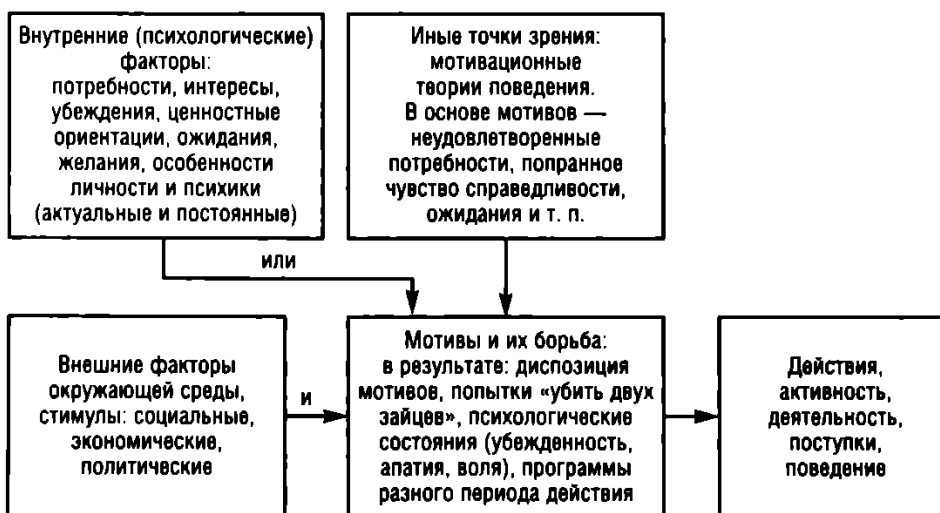 Внутренние (психологические)
факторы:
потребности, интересы,
убеждения, ценностные
ориентации, ожидания,
желания, особенности
личности и психики
(актуальные и постоянные)
Иные точки зрения:
мотивационные
теории поведения.
В основе мотивов —
неудовлетворенные
потребности, попранное
чувство справедливости,
ожидания и т. п.
или
Внешние факторы
окружающей среды,
стимулы: социальные,
экономические,
политические
и
Мотивы и их борьба:
в результате: диспозиция
мотивов, попытки «убить двух
зайцев», психологические
состояния (убежденность,
апатия, воля), программы
разного периода действия
Действия,
активность,
деятельность,
поступки,
поведение